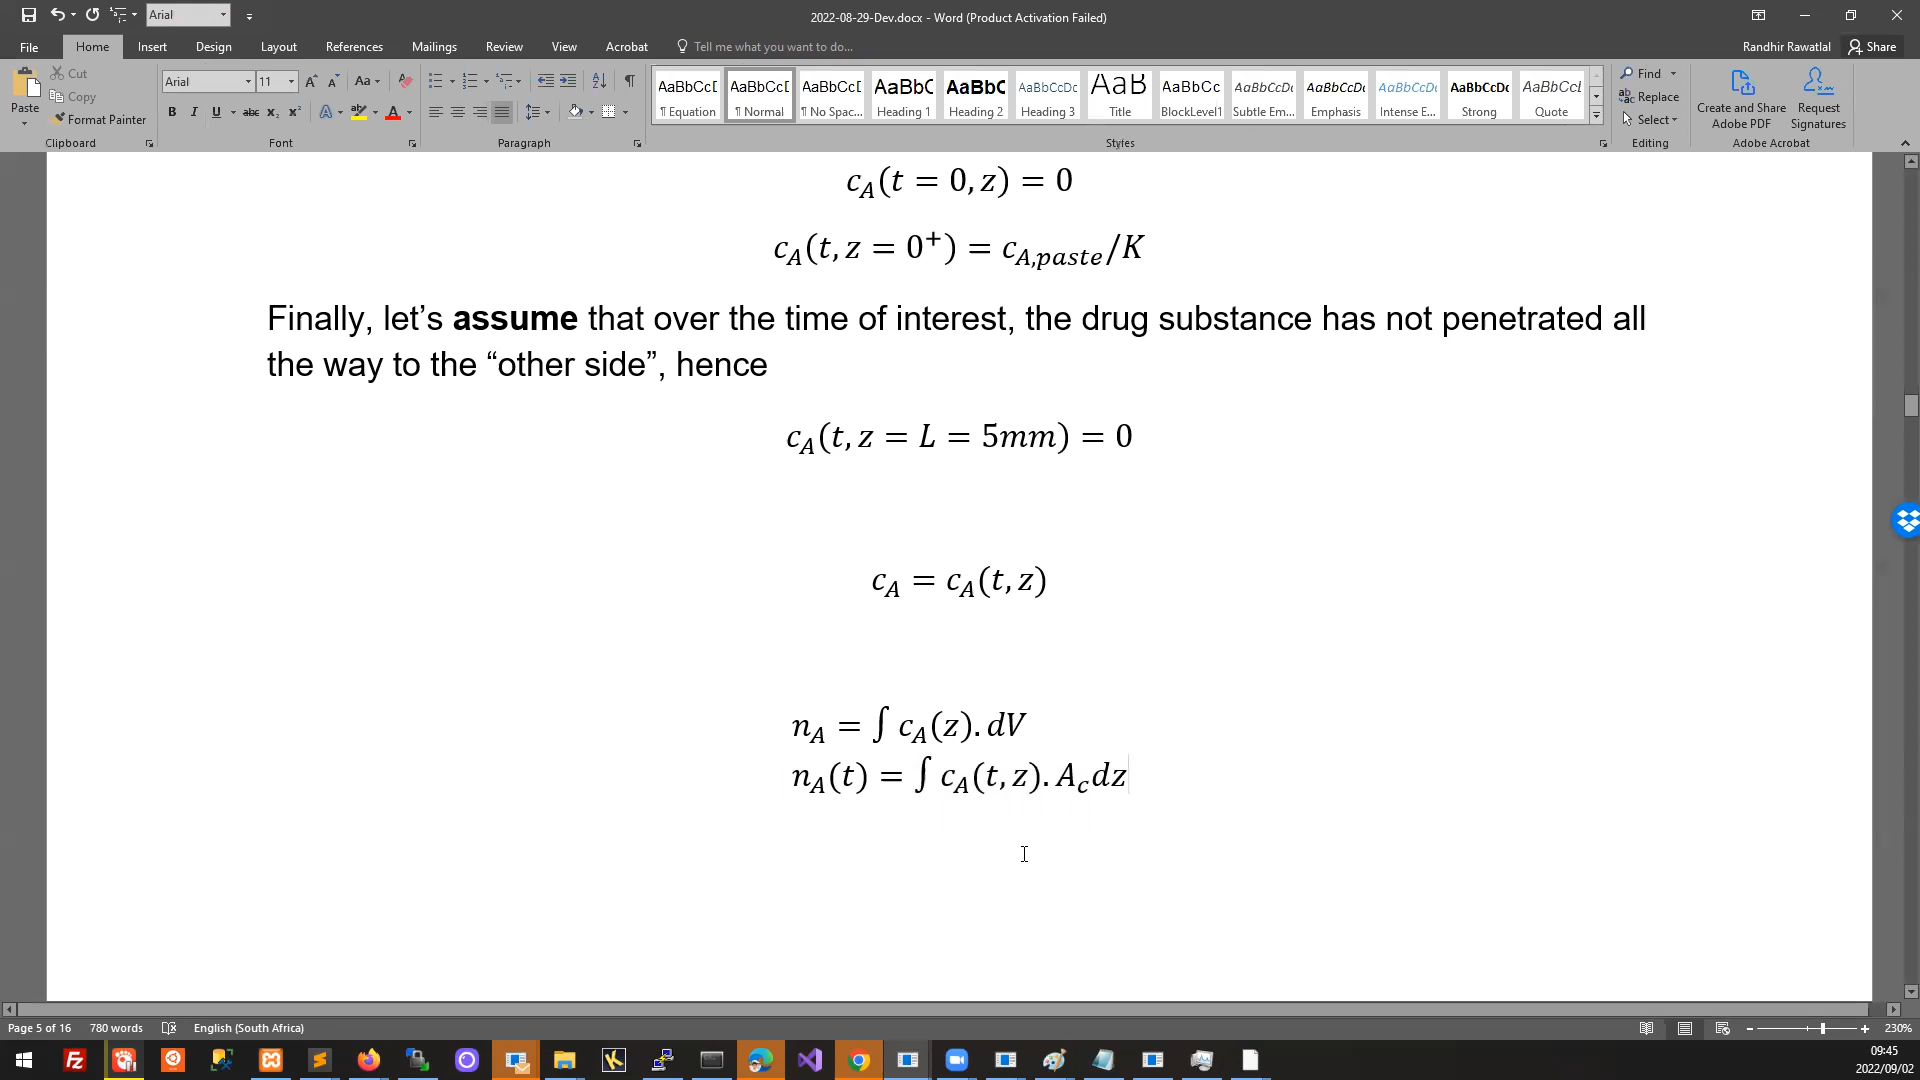 Arial
2022-08-29-Dev.docx - Word (Product Activation Failed)
File Home Insert Design Layout References Mailings Review View Acrobat Tell me what you want to do... Randhir Rawatlal Share
Paste
Cut
Copy
Format Painter
Clipboard
Arial 11
Font
Paragraph
AaBbCcD ¶ Equation
AaBbCcD ¶ Normal
AaBbCcD ¶ No Spac...
AaBbC Heading 1
AaBbC Heading 2
AaBbCcDc Heading 3
AaB Title
AaBbCc BlockLevel1
AaBbCcDc Subtle Em...
AaBbCcDc Emphasis
AaBbCcDc Intense E...
AaBbCcDc Strong
AaBbCcL Quote
Styles
Find
Replace
Select
Editing
Create and Share Adobe PDF
Request Signatures
Adobe Acrobat
c_A(t = 0, z) = 0
c_A(t, z = 0⁺) = c_{A,paste}/K
Finally, let’s assume that over the time of interest, the drug substance has not penetrated all
the way to the “other side”, hence
c_A(t, z = L = 5mm) = 0
c_A = c_A(t, z)
n_A = ∫ c_A(z). dV
n_A(t) = ∫ c_A(t, z). A_c dz
Page 5 of 16 780 words English (South Africa) 230%
09:45
2022/09/02